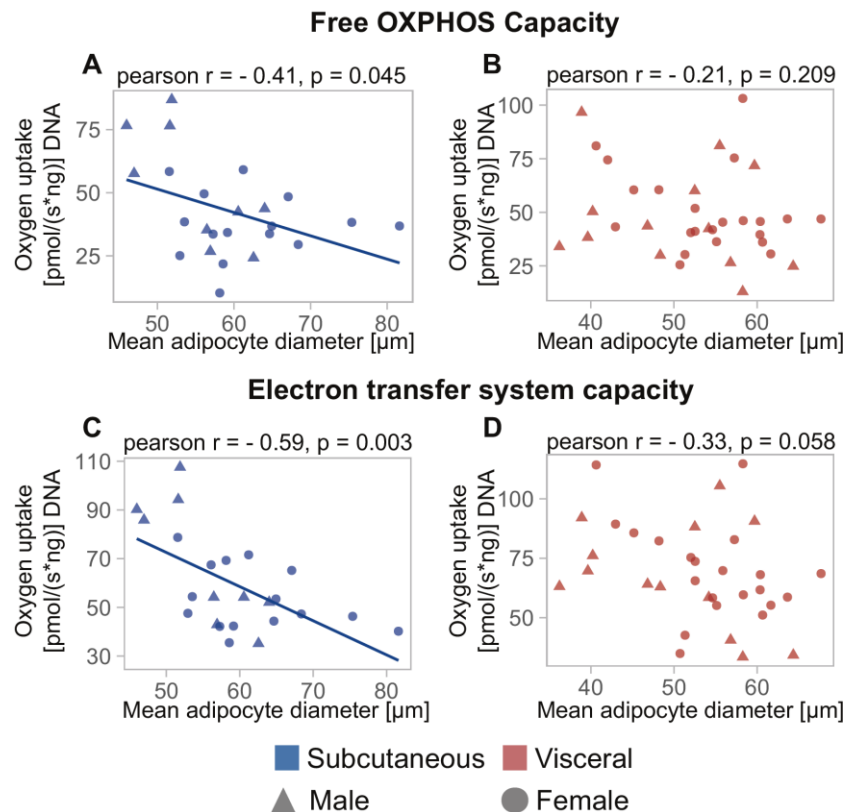 Free OXPHOS Capacity
A
pearson r = - 0.41, p = 0.045
Oxygen uptake
[pmol/(s*ng)] DNA
75
50
25
50 60 70 80
Mean adipocyte diameter [µm]
B
pearson r = - 0.21, p = 0.209
Oxygen uptake
[pmol/(s*ng)] DNA
100
75
50
25
40 50 60
Mean adipocyte diameter [µm]
Electron transfer system capacity
C
pearson r = - 0.59, p = 0.003
Oxygen uptake
[pmol/(s*ng)] DNA
110
90
70
50
30
50 60 70 80
Mean adipocyte diameter [µm]
D
pearson r = - 0.33, p = 0.058
Oxygen uptake
[pmol/(s*ng)] DNA
100
75
50
40 50 60
Mean adipocyte diameter [µm]
Subcutaneous Visceral
Male Female